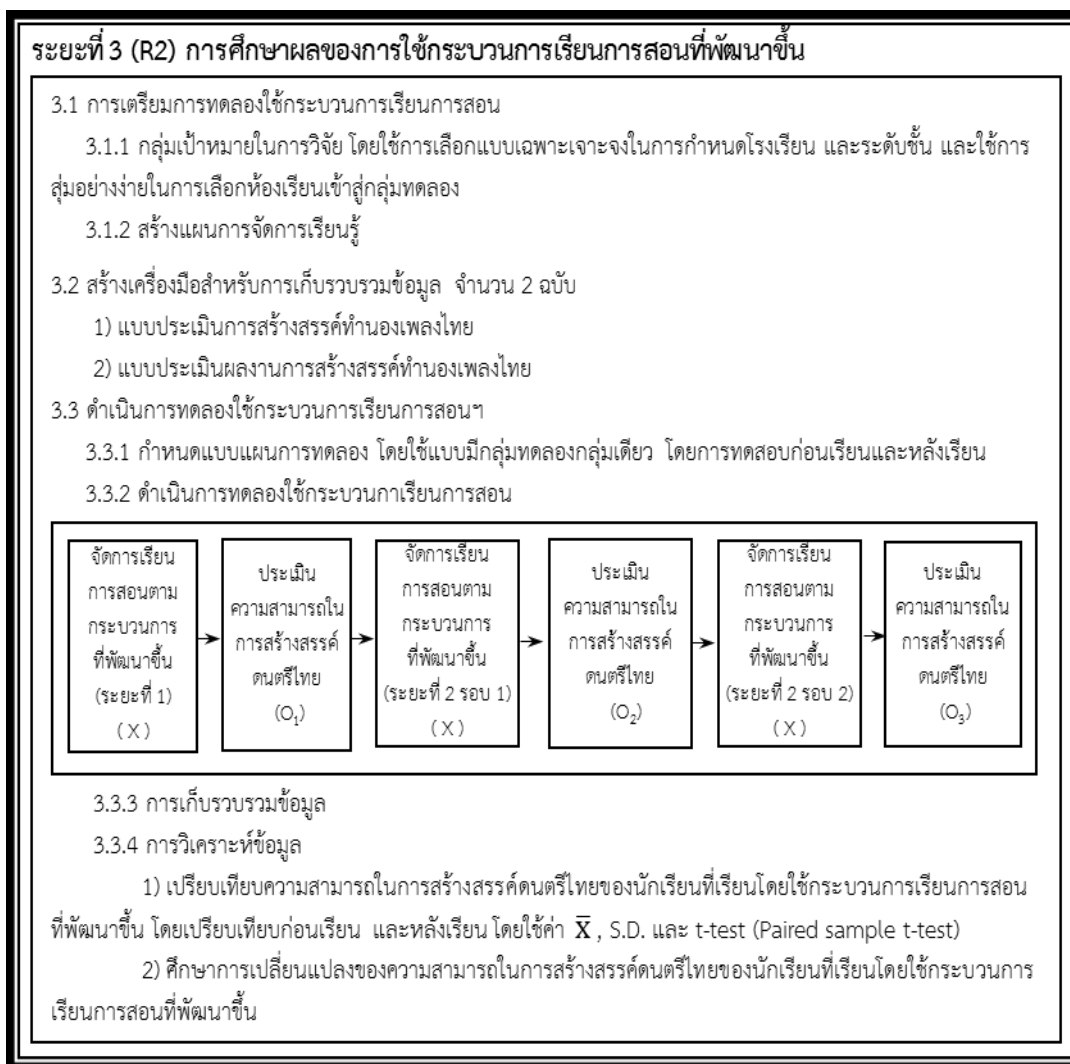 ระยะที่ 3 (R2) การศึกษาผลของการใช้กระบวนการเรียนการสอนที่พัฒนาขึ้น
3.1 การเตรียมการทดลองใช้กระบวนการเรียนการสอน
3.1.1 กลุ่มเป้าหมายในการวิจัย โดยใช้การเลือกแบบเฉพาะเจาะจงในการกำหนดโรงเรียน และระดับชั้น และใช้การ
สุ่มอย่างง่ายในการเลือกห้องเรียนเข้าสู่กลุ่มทดลอง
3.1.2 สร้างแผนการจัดการเรียนรู้
3.2 สร้างเครื่องมือสำหรับการเก็บรวบรวมข้อมูล จำนวน 2 ฉบับ
1) แบบประเมินการสร้างสรรค์ทำนองเพลงไทย
2) แบบประเมินผลงานการสร้างสรรค์ทำนองเพลงไทย
3.3 ดำเนินการทดลองใช้กระบวนการเรียนการสอนฯ
3.3.1 กำหนดแบบแผนการทดลอง โดยใช้แบบมีกลุ่มทดลองกลุ่มเดียว โดยการทดสอบก่อนเรียนและหลังเรียน
3.3.2 ดำเนินการทดลองใช้กระบวนกาเรียนการสอน
จัดการเรียน
การสอนตาม
กระบวนการ
ที่พัฒนาขึ้น
(ระยะที่ 1)
( X )
ประเมิน
ความสามารถใน
การสร้างสรรค์
ดนตรีไทย
(O₁)
จัดการเรียน
การสอนตาม
กระบวนการ
ที่พัฒนาขึ้น
(ระยะที่ 2 รอบ 1)
( X )
ประเมิน
ความสามารถใน
การสร้างสรรค์
ดนตรีไทย
(O₂)
จัดการเรียน
การสอนตาม
กระบวนการ
ที่พัฒนาขึ้น
(ระยะที่ 2 รอบ 2)
( X )
ประเมิน
ความสามารถใน
การสร้างสรรค์
ดนตรีไทย
(O₃)
3.3.3 การเก็บรวบรวมข้อมูล
3.3.4 การวิเคราะห์ข้อมูล
1) เปรียบเทียบความสามารถในการสร้างสรรค์ดนตรีไทยของนักเรียนที่เรียนโดยใช้กระบวนการเรียนการสอน
ที่พัฒนาขึ้น โดยเปรียบเทียบก่อนเรียน และหลังเรียน โดยใช้ค่า X̄ , S.D. และ t-test (Paired sample t-test)
2) ศึกษาการเปลี่ยนแปลงของความสามารถในการสร้างสรรค์ดนตรีไทยของนักเรียนที่เรียนโดยใช้กระบวนการ
เรียนการสอนที่พัฒนาขึ้น